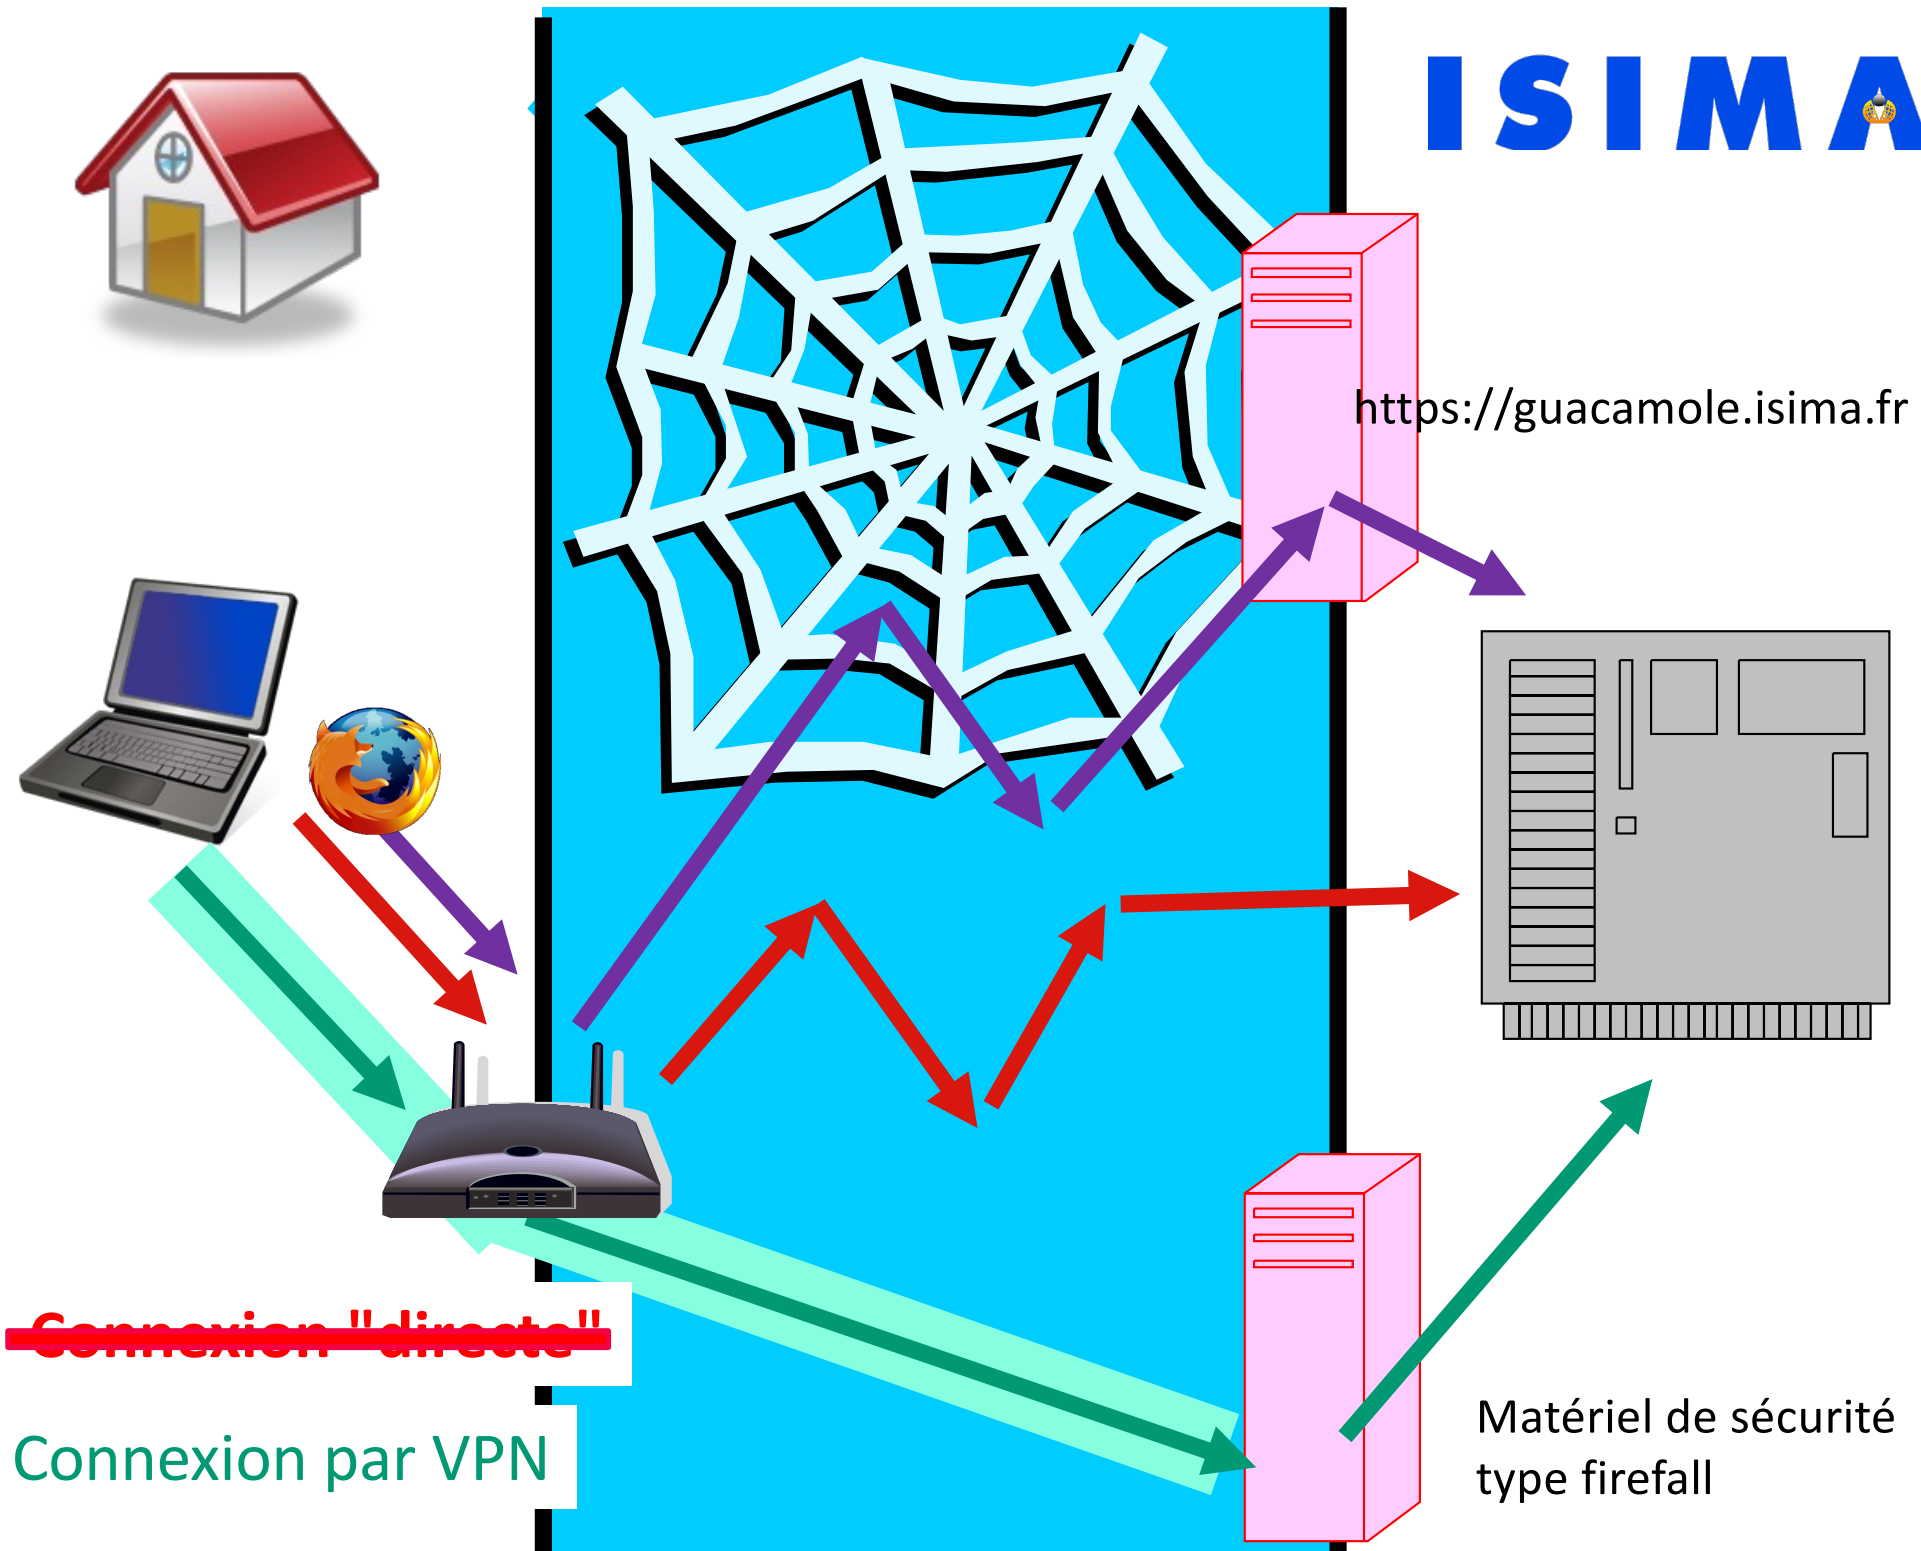 ISIMA
https://guacamole.isima.fr
Connexion "directe"
Connexion par VPN
Matériel de sécurité
type firefall